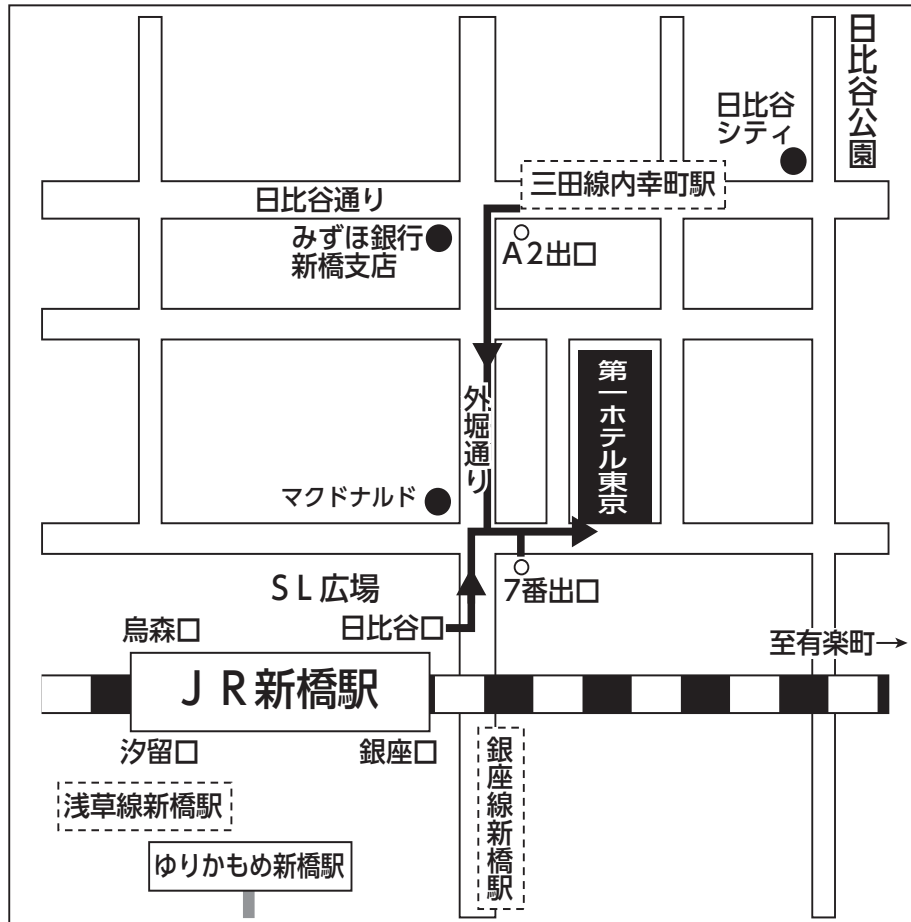 日比谷公園
日比谷
シティ
三田線内幸町駅
日比谷通り
みずほ銀行
新橋支店
A2出口
第一ホテル東京
外堀通り
マクドナルド
SL広場
7番出口
烏森口
日比谷口
至有楽町→
JR新橋駅
汐留口
銀座口
銀座線新橋駅
浅草線新橋駅
ゆりかもめ新橋駅